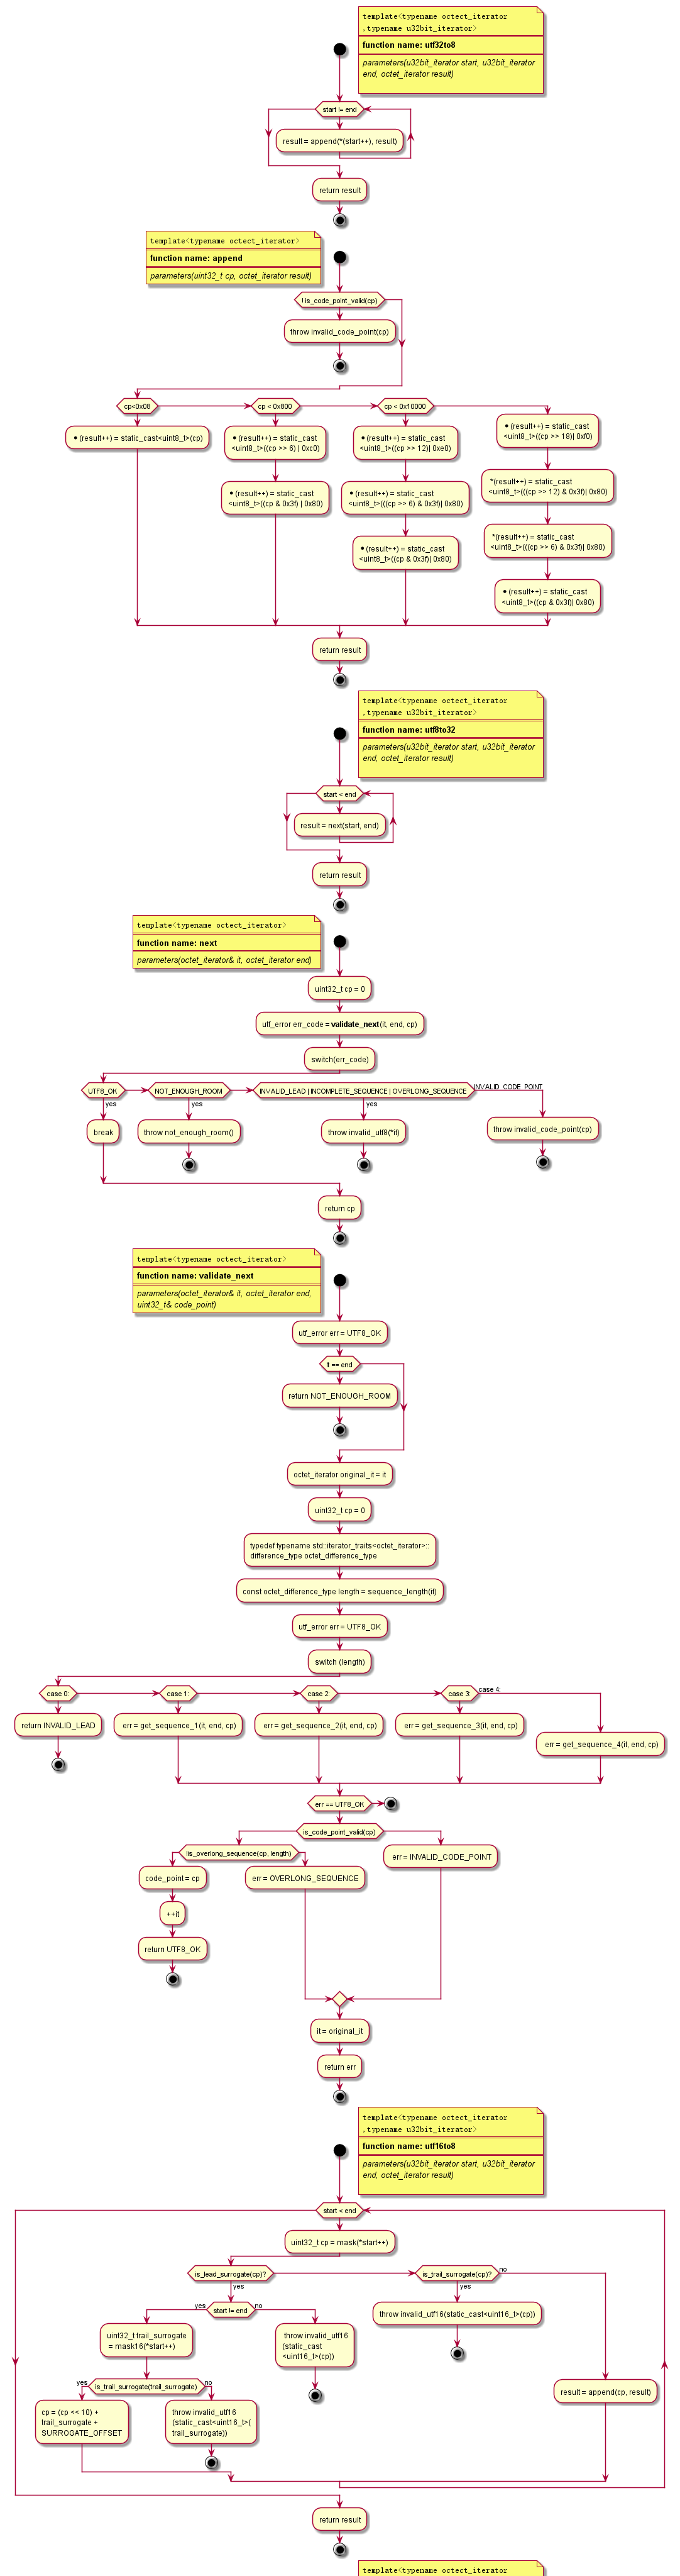 template<typename octect_iterator
,typename u32bit_iterator>
function name: utf32to8
parameters(u32bit_iterator start, u32bit_iterator
end, octet_iterator result)
start != end
result = append(*(start++), result)
return result
template<typename octect_iterator>
function name: append
parameters(uint32_t cp, octet_iterator result)
! is_code_point_valid(cp)
throw invalid_code_point(cp)
cp<0x08
*(result++) = static_cast<uint8_t>(cp)
cp < 0x800
*(result++) = static_cast
<uint8_t>((cp >> 6) | 0xc0)
*(result++) = static_cast
<uint8_t>((cp & 0x3f) | 0x80)
cp < 0x10000
*(result++) = static_cast
<uint8_t>((cp >> 12)| 0xe0)
*(result++) = static_cast
<uint8_t>(((cp >> 6) & 0x3f)| 0x80)
*(result++) = static_cast
<uint8_t>((cp & 0x3f)| 0x80)
*(result++) = static_cast
<uint8_t>((cp >> 18)| 0xf0)
*(result++) = static_cast
<uint8_t>(((cp >> 12) & 0x3f)| 0x80)
*(result++) = static_cast
<uint8_t>(((cp >> 6) & 0x3f)| 0x80)
*(result++) = static_cast
<uint8_t>((cp & 0x3f)| 0x80)
return result
template<typename octect_iterator
,typename u32bit_iterator>
function name: utf8to32
parameters(u32bit_iterator start, u32bit_iterator
end, octet_iterator result)
start < end
result = next(start, end)
return result
template<typename octect_iterator>
function name: next
parameters(octet_iterator& it, octet_iterator end)
uint32_t cp = 0
utf_error err_code = validate_next(it, end, cp)
switch(err_code)
UTF8_OK
yes
break
NOT_ENOUGH_ROOM
yes
throw not_enough_room()
INVALID_LEAD | INCOMPLETE_SEQUENCE | OVERLONG_SEQUENCE
yes
throw invalid_utf8(*it)
INVALID_CODE_POINT
throw invalid_code_point(cp)
return cp
template<typename octect_iterator>
function name: validate_next
parameters(octet_iterator& it, octet_iterator end,
uint32_t& code_point)
utf_error err = UTF8_OK
it == end
return NOT_ENOUGH_ROOM
octet_iterator original_it = it
uint32_t cp = 0
typedef typename std::iterator_traits<octet_iterator>::
difference_type octet_difference_type
const octet_difference_type length = sequence_length(it)
utf_error err = UTF8_OK
switch (length)
case 0:
return INVALID_LEAD
case 1:
err = get_sequence_1(it, end, cp)
case 2:
err = get_sequence_2(it, end, cp)
case 3:
err = get_sequence_3(it, end, cp)
case 4:
err = get_sequence_4(it, end, cp)
err == UTF8_OK
is_code_point_valid(cp)
!is_overlong_sequence(cp, length)
code_point = cp
++it
return UTF8_OK
err = OVERLONG_SEQUENCE
err = INVALID_CODE_POINT
it = original_it
return err
template<typename octect_iterator
,typename u32bit_iterator>
function name: utf16to8
parameters(u32bit_iterator start, u32bit_iterator
end, octet_iterator result)
start < end
uint32_t cp = mask(*start++)
is_lead_surrogate(cp)?
yes
start != end
yes
uint32_t trail_surrogate
= mask16(*start++)
is_trail_surrogate(trail_surrogate)
yes
cp = (cp << 10) +
trail_surrogate +
SURROGATE_OFFSET
no
throw invalid_utf16
(static_cast<uint16_t>(
trail_surrogate))
no
throw invalid_utf16
(static_cast
<uint16_t>(cp))
is_trail_surrogate(cp)?
yes
throw invalid_utf16(static_cast<uint16_t>(cp))
no
result = append(cp, result)
return result
template<typename octect_iterator